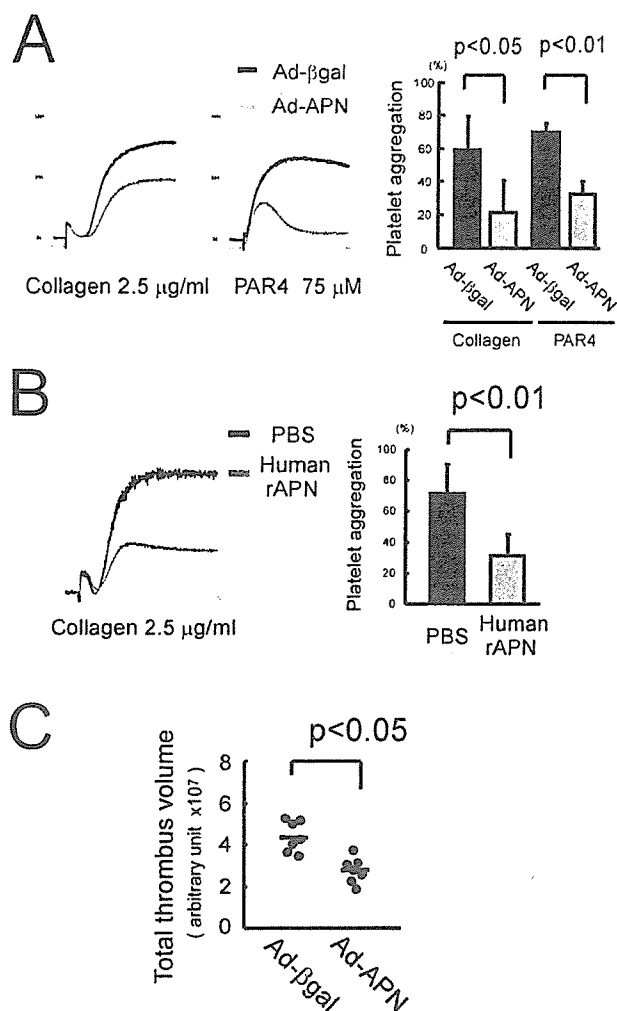 A
Ad-βgal
Ad-APN
Collagen 2.5 µg/ml
PAR4 75 µM
p<0.05 p<0.01
(%)
100
80
60
40
20
0
Platelet aggregation
Ad-βgal
Ad-APN
Ad-βgal
Ad-APN
Collagen
PAR4
B
PBS
Human
rAPN
Collagen 2.5 µg/ml
p<0.01
(%)
100
80
60
40
20
0
Platelet aggregation
PBS
Human
rAPN
C
p<0.05
Total thrombus volume
( arbitrary unit x10⁷ )
8
6
4
2
0
Ad-βgal
Ad-APN